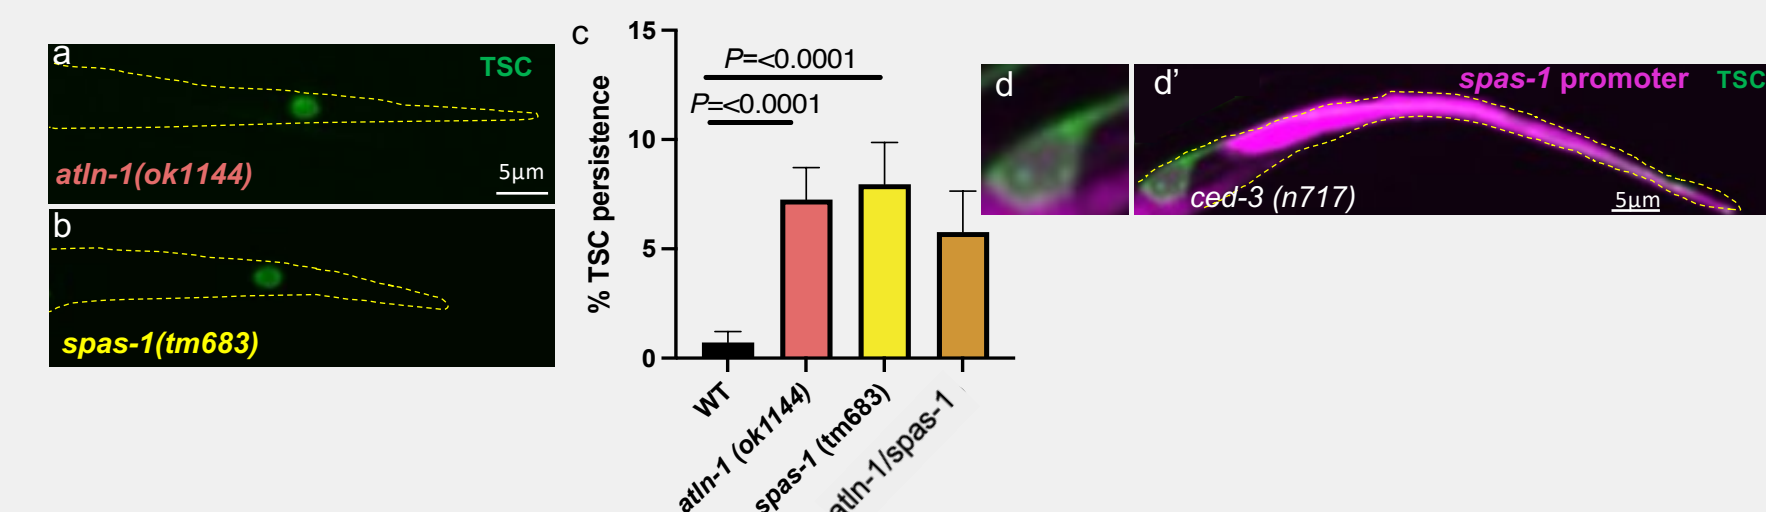 a
TSC
atln-1(ok1144)
5µm
b
spas-1(tm683)
c
% TSC persistence
15
10
5
0
P=<0.0001
P=<0.0001
WT
atln-1 (ok1144)
spas-1 (tm683)
atln-1/spas-1
d
d’
spas-1 promoter
TSC
ced-3 (n717)
5µm